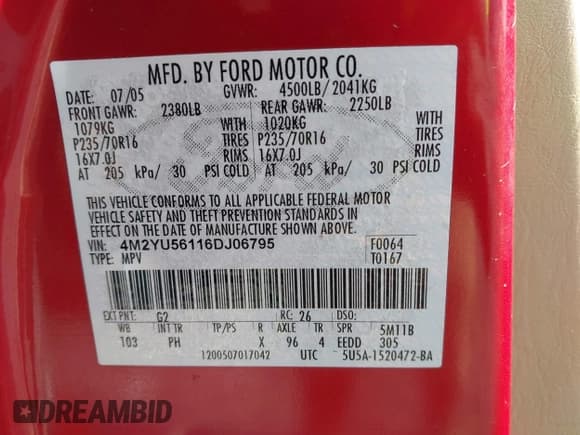 MFD. BY FORD MOTOR CO.
DATE: 07/05 GVWR: 4500LB/ 2041KG
FRONT GAWR: 2380LB REAR GAWR: 2250LB
1079KG WITH 1020KG WITH
P235/70R16 TIRES P235/70R16 TIRES
16X7.0J RIMS 16X7.0J RIMS
AT 205 kPa/ 30 PSI COLD AT 205 kPa/ 30 PSI COLD
THIS VEHICLE CONFORMS TO ALL APPLICABLE FEDERAL MOTOR
VEHICLE SAFETY AND THEFT PREVENTION STANDARDS IN
EFFECT ON THE DATE OF MANUFACTURE SHOWN ABOVE.
VIN: 4M2YU56116DJ06795 F0064
TYPE: MPV T0167
EXT PNT: G2 RC: 26 DSO:
WB INT TR TP/PS R AXLE TR SPR 5M11B
103 PH X 96 4 EEDD 305
1200507017042 UTC 5U5A-1520472-BA
Ford
DREAMBID